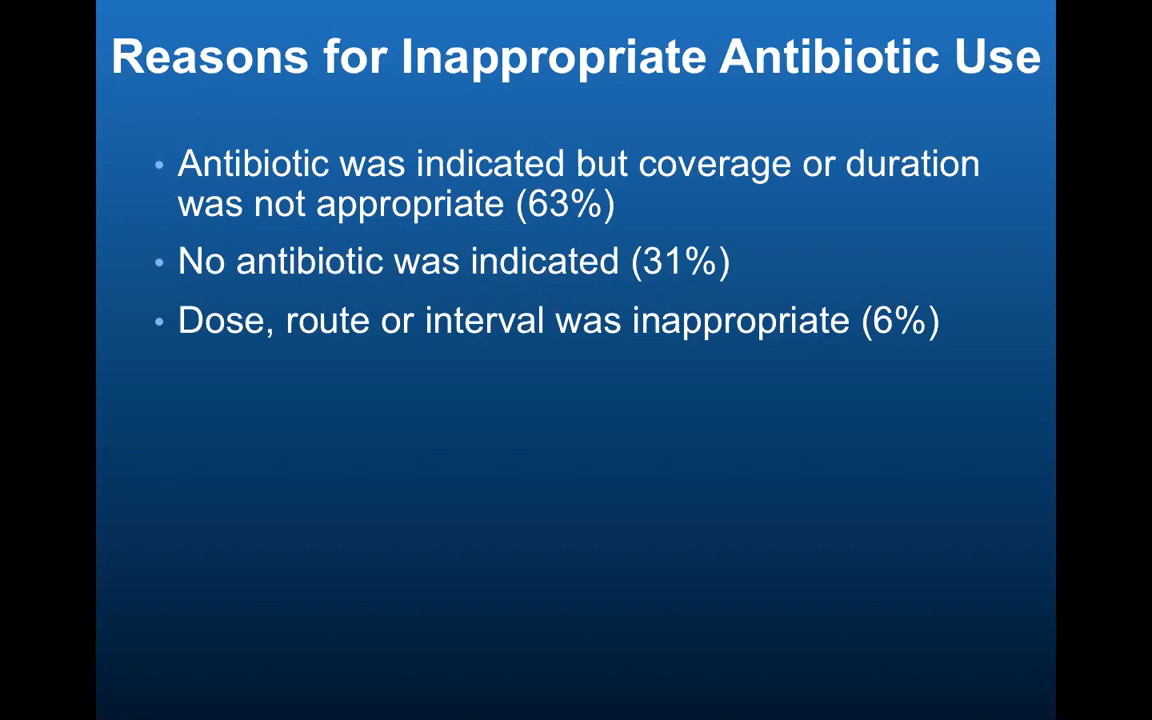 Reasons for Inappropriate Antibiotic Use
• Antibiotic was indicated but coverage or duration
was not appropriate (63%)
• No antibiotic was indicated (31%)
• Dose, route or interval was inappropriate (6%)